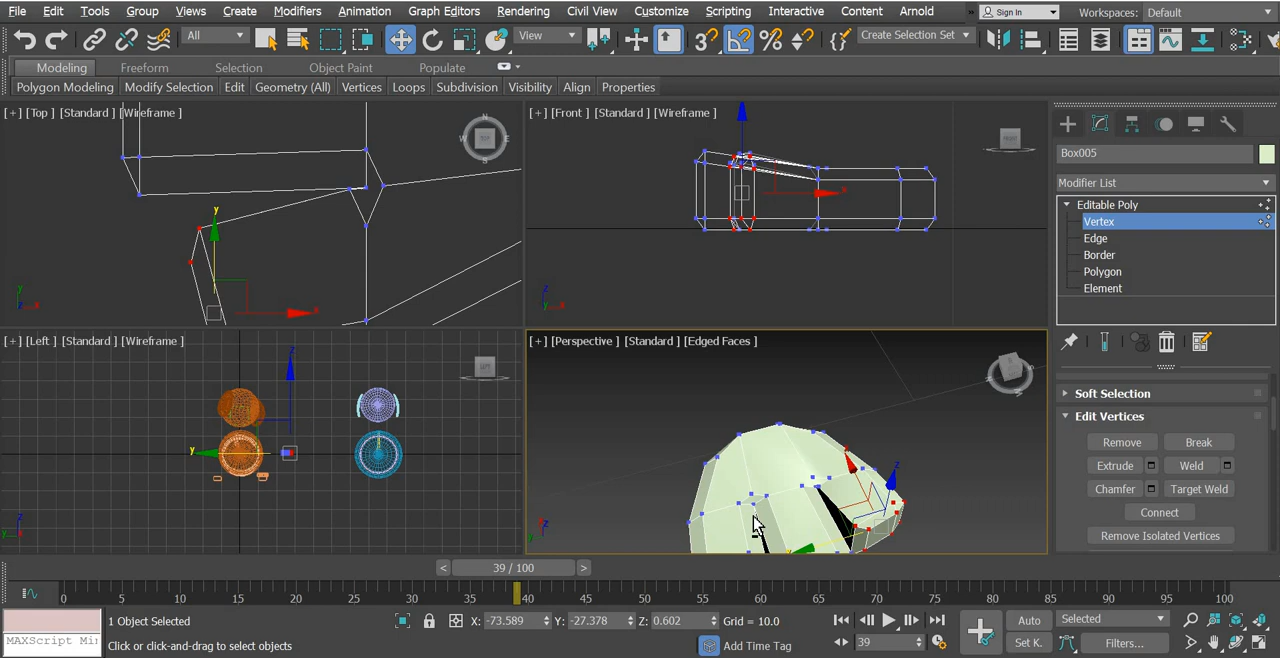 File Edit Tools Group Views Create Modifiers Animation Graph Editors Rendering Civil View Customize Scripting Interactive Content Arnold » Sign In Workspaces: Default
All View Create Selection Set
Modeling Freeform Selection Object Paint Populate
Polygon Modeling Modify Selection Edit Geometry (All) Vertices Loops Subdivision Visibility Align Properties
[+] [Top] [Standard] [Wireframe]
[+] [Front] [Standard] [Wireframe]
Box005
Modifier List
Editable Poly
Vertex
Edge
Border
Polygon
Element
[+] [Left] [Standard] [Wireframe]
[+] [Perspective] [Standard] [Edged Faces]
Soft Selection
Edit Vertices
Remove Break
Extrude Weld
Chamfer Target Weld
Connect
Remove Isolated Vertices
< 39 / 100 >
0 5 10 15 20 25 30 35 40 45 50 55 60 65 70 75 80 85 90 95 100
1 Object Selected X: -73.589 Y: -27.378 Z: 0.602 Grid = 10.0 Auto Selected
MAXScript Min Click or click-and-drag to select objects Add Time Tag 39 Set K. Filters...